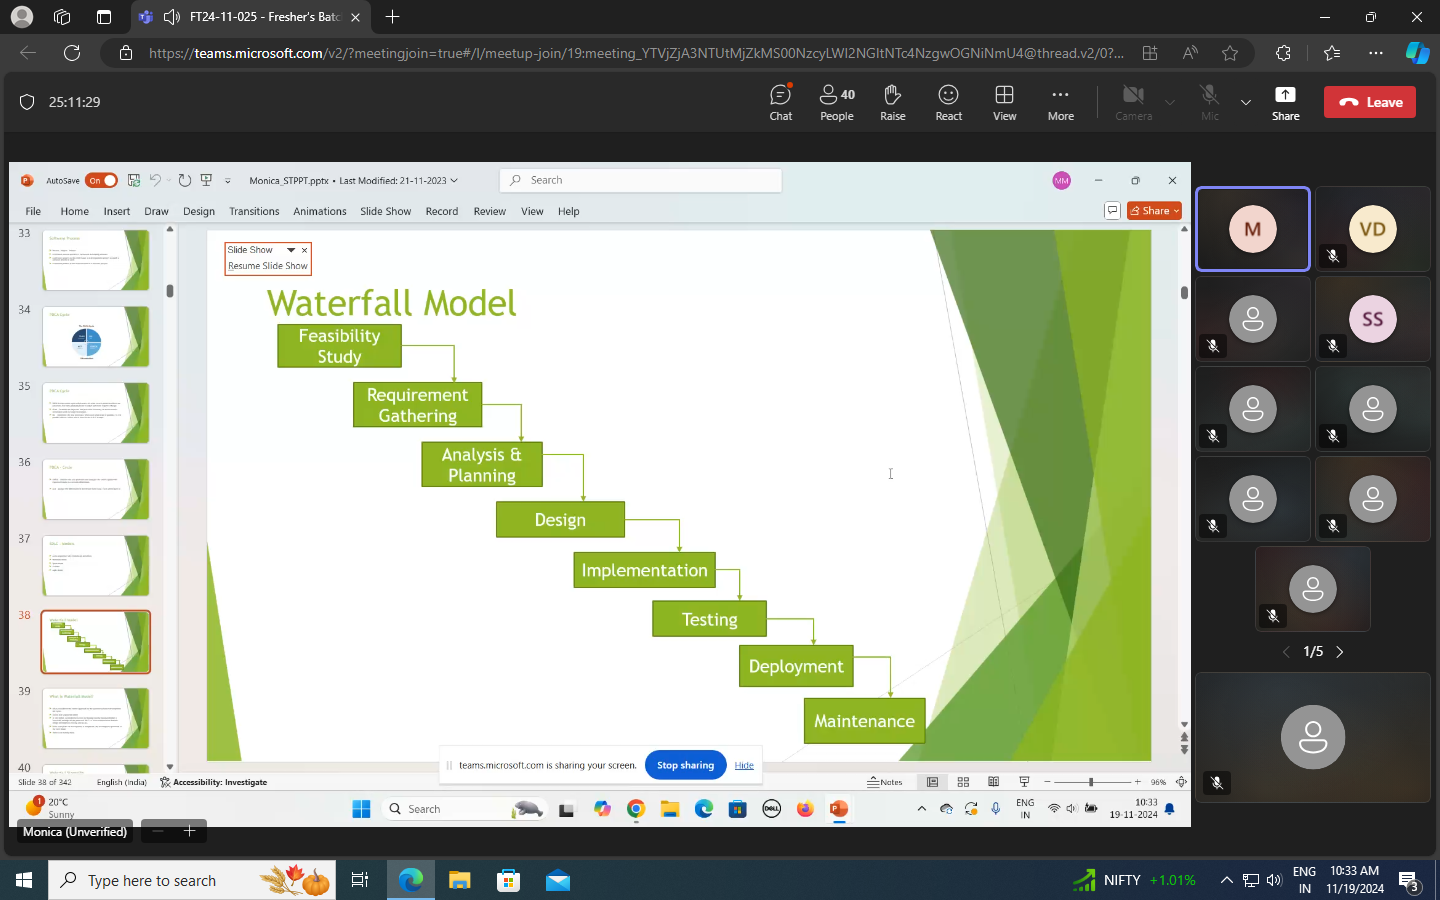 FT24-11-025 - Fresher's Batc
https://teams.microsoft.com/v2/?meetingjoin=true#/l/meetup-join/19:meeting_YTVjZjA3NTUtMjZkMS00NzcyLWI2NGItNTc4NzgwOGNiNmU4@thread.v2/0?...
25:11:29
40
Chat People Raise React View More Camera Mic Share Leave
AutoSave On Monica_STPPT.pptx • Last Modified: 21-11-2023 Search MM
File Home Insert Draw Design Transitions Animations Slide Show Record Review View Help Share
33
34
35
36
37
38
39
40
Slide Show
Resume Slide Show
Waterfall Model
Feasibility
Study
Requirement
Gathering
Analysis &
Planning
Design
Implementation
Testing
Deployment
Maintenance
M
VD
SS
1/5
teams.microsoft.com is sharing your screen. Stop sharing Hide
Slide 38 of 342 English (India) Accessibility: Investigate Notes 96%
1 20°C
Sunny
Search
DELL
ENG
IN
10:33
19-11-2024
Monica (Unverified)
Type here to search
NIFTY +1.01%
ENG
IN
10:33 AM
11/19/2024
3